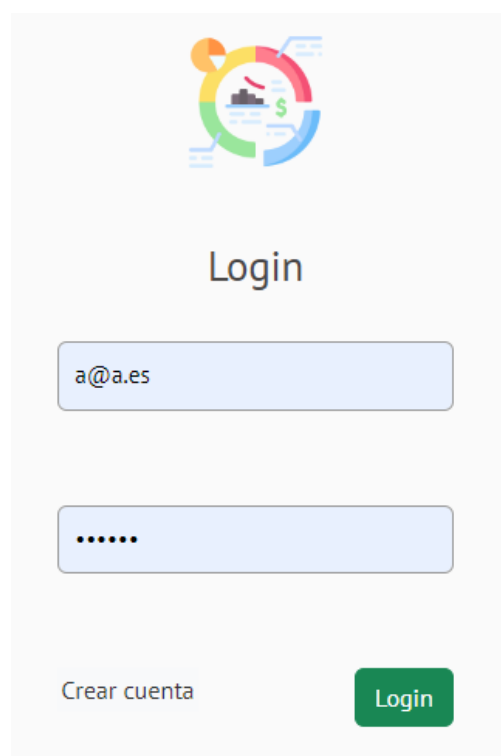 $
Login
a@a.es
••••••
Crear cuenta
Login